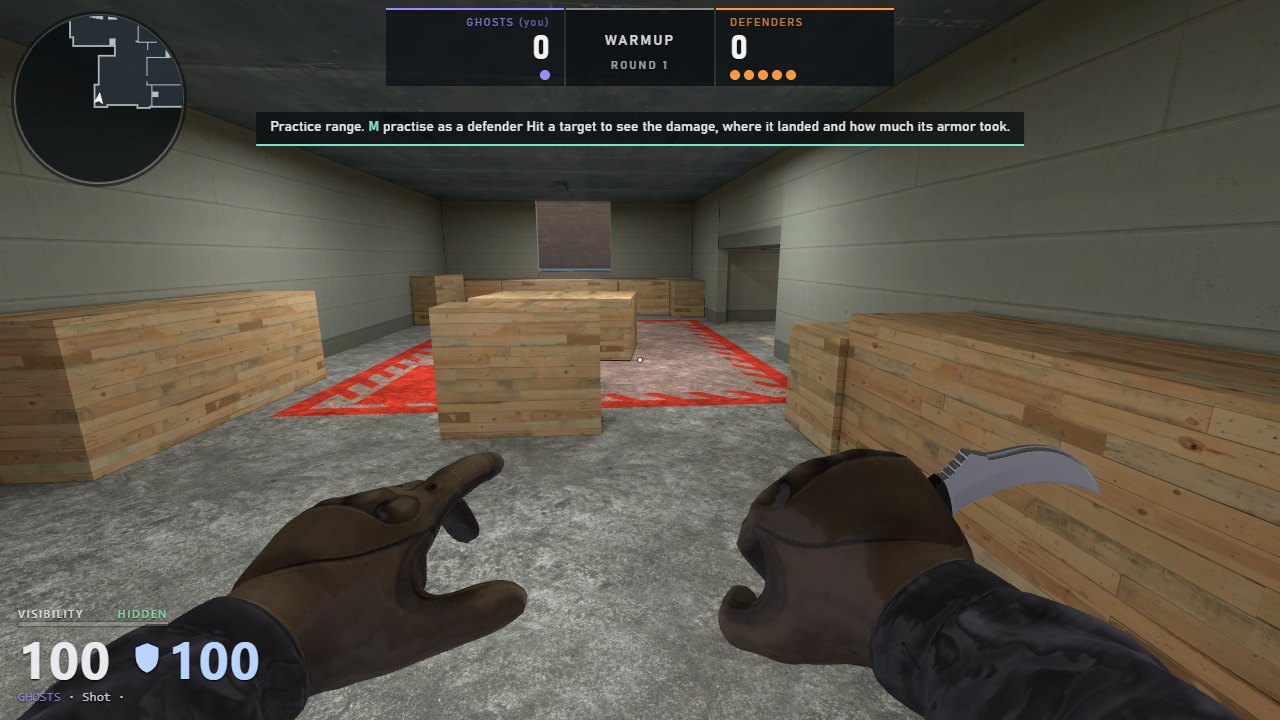 GHOSTS (you)
0
WARMUP
ROUND 1
DEFENDERS
0
Practice range. M practise as a defender Hit a target to see the damage, where it landed and how much its armor took.
VISIBILITY HIDDEN
100 100
GHOSTS · Shot ·